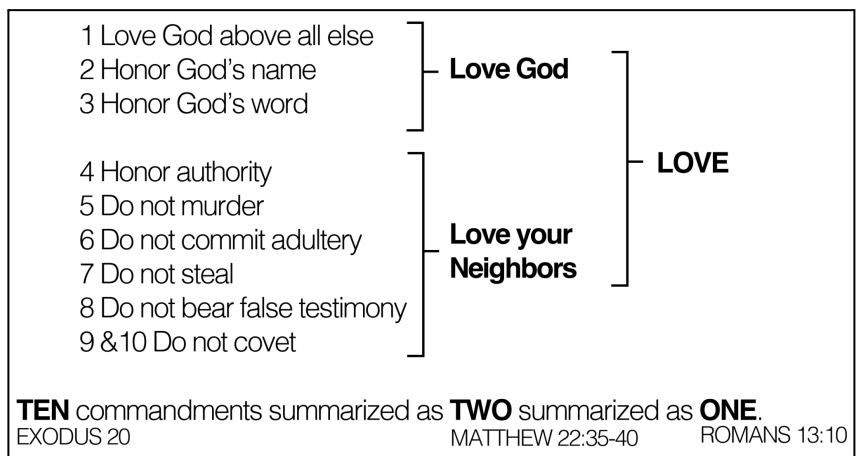 1 Love God above all else
2 Honor God's name
3 Honor God's word
Love God
4 Honor authority
5 Do not murder
6 Do not commit adultery
7 Do not steal
8 Do not bear false testimony
9 &10 Do not covet
Love your
Neighbors
LOVE
TEN commandments summarized as TWO summarized as ONE.
EXODUS 20 MATTHEW 22:35-40 ROMANS 13:10